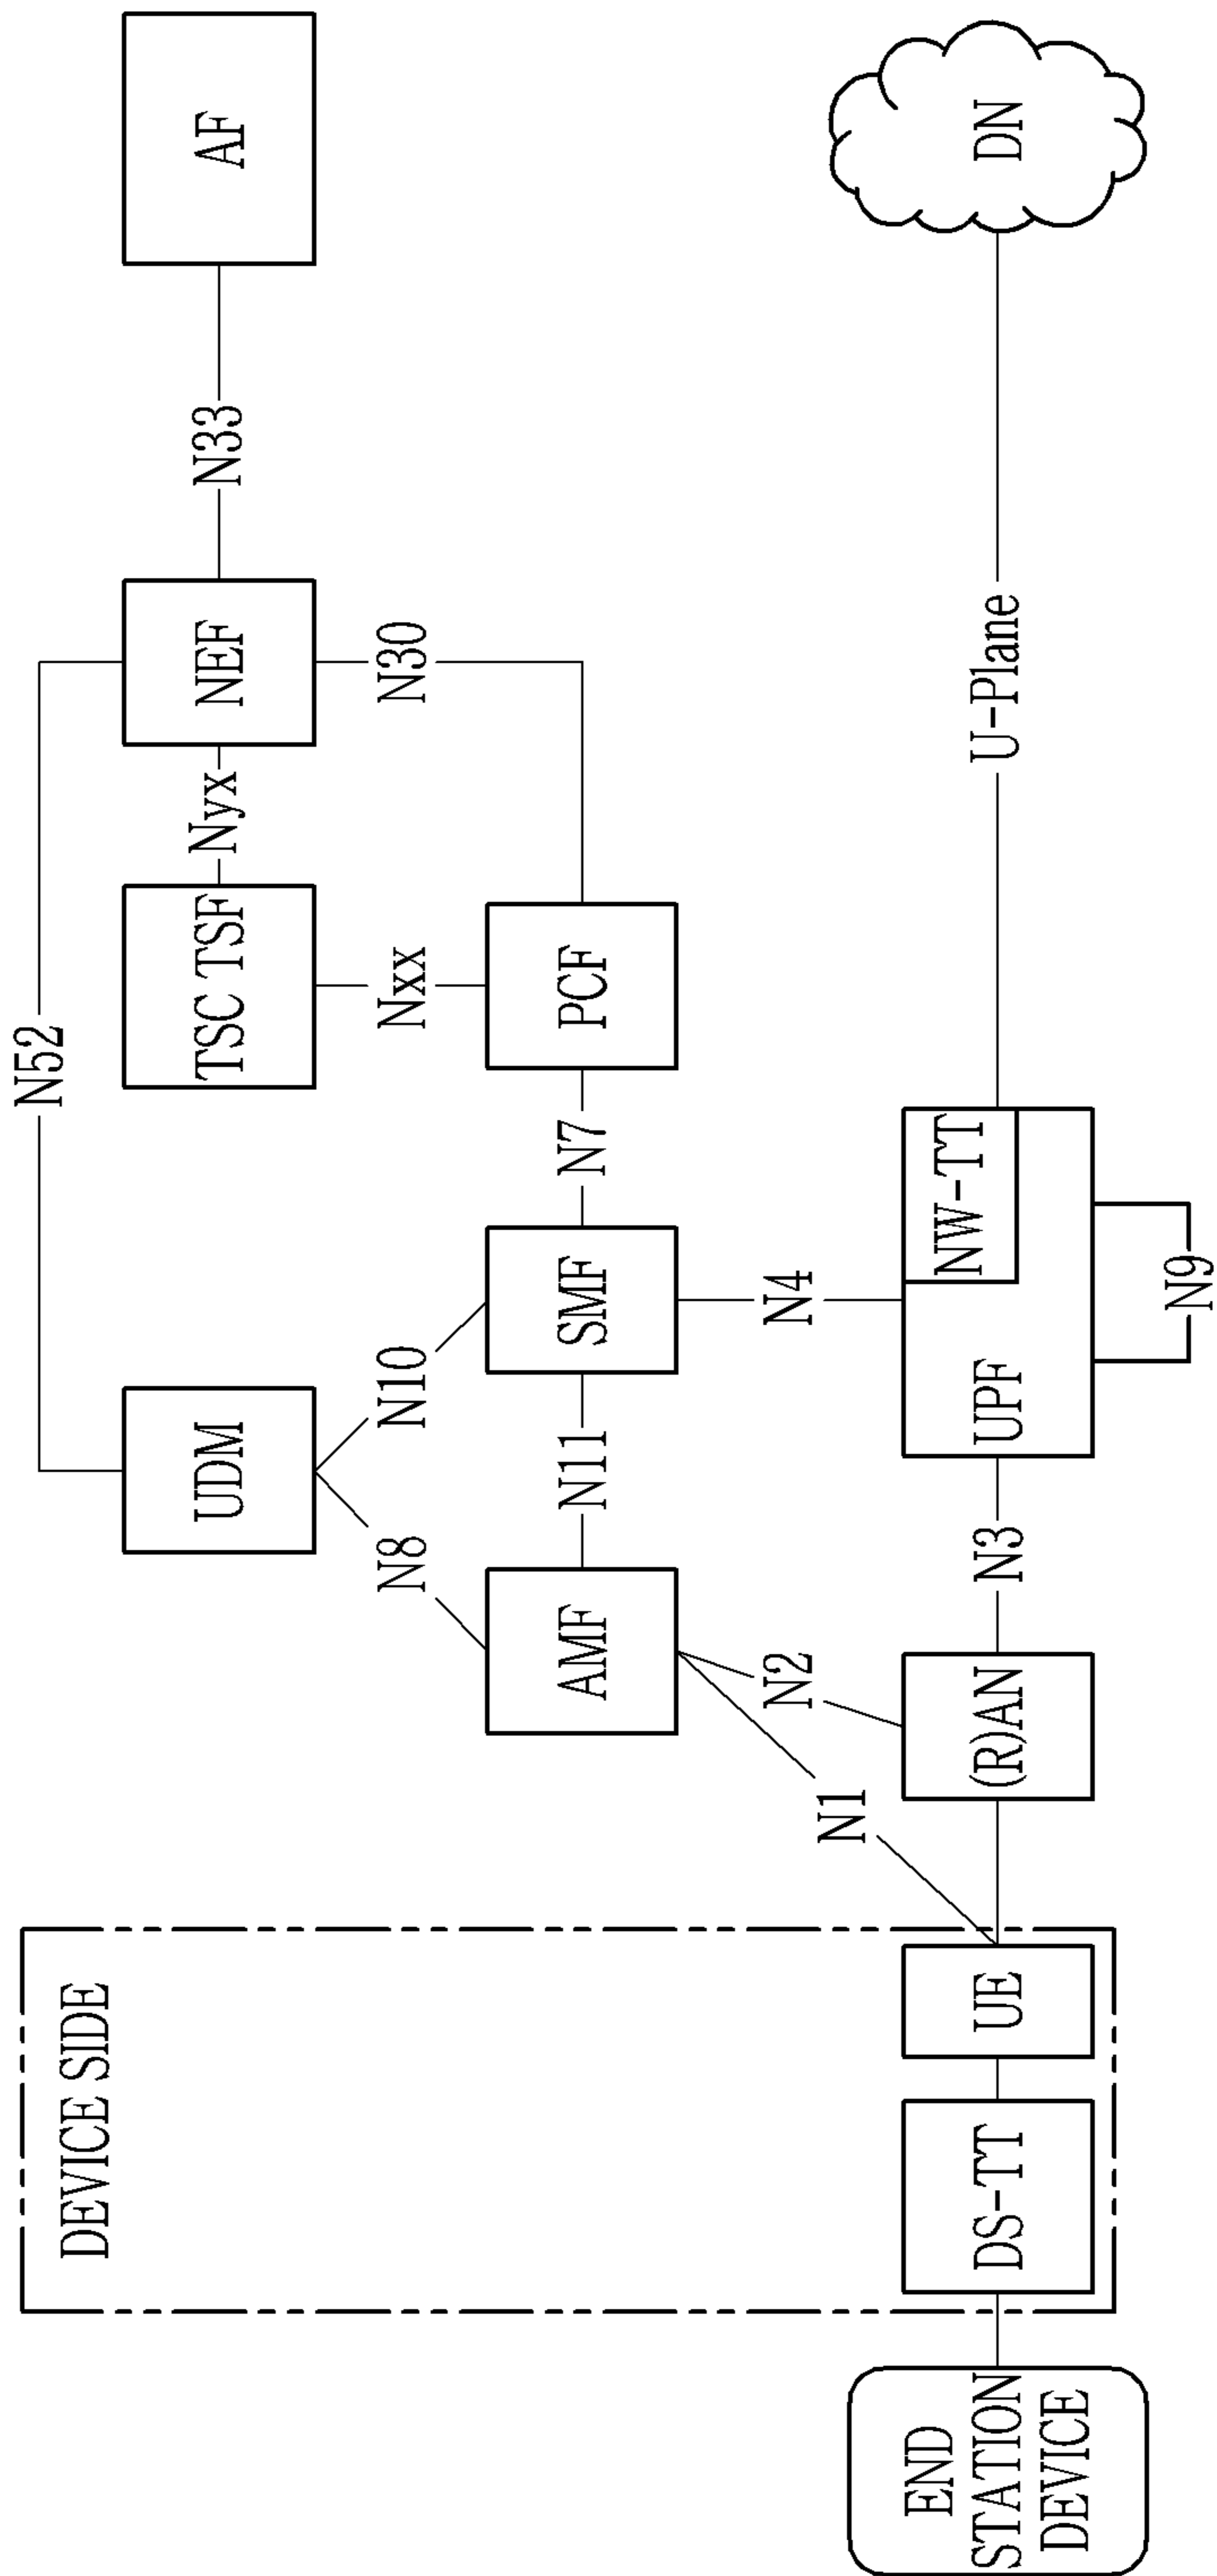 N52
DEVICE SIDE
UDM
TSC TSF
Nyx
NEF
N33
AF
N8
N10
Nxx
N30
AMF
N11
SMF
N7
PCF
N1
N2
N4
END
STATION
DEVICE
DS-TT
UE
(R)AN
N3
UPF
NW-TT
U-Plane
DN
N9